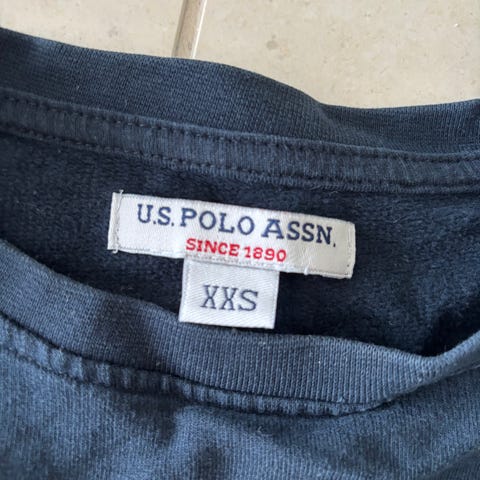 U.S. POLO ASSN.
SINCE 1890
XXS